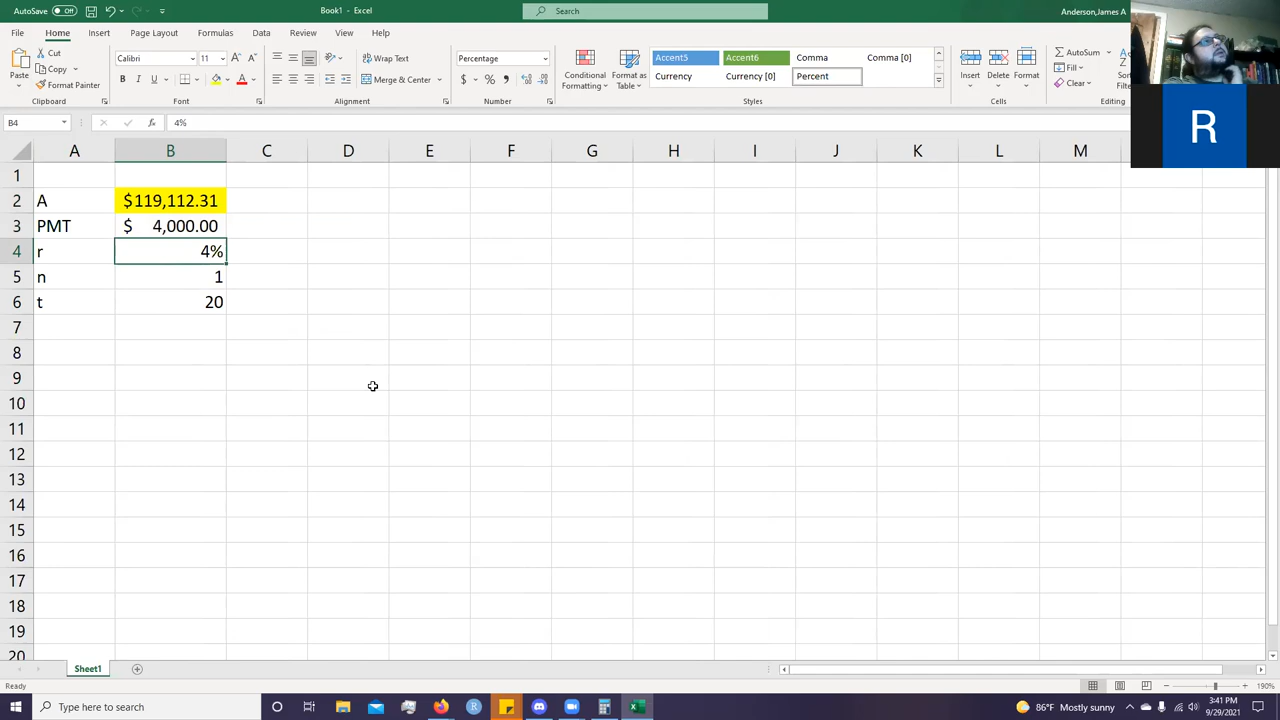 AutoSave Off Book1 - Excel Search Anderson,James A
File Home Insert Page Layout Formulas Data Review View Help
Paste Cut Copy Format Painter Clipboard
Calibri 11 B I U Font
Wrap Text Merge & Center Alignment
Percentage $ % Number
Conditional Formatting Format as Table
Accent5 Accent6 Comma Comma [0]
Currency Currency [0] Percent Styles
Insert Delete Format Cells
AutoSum Fill Clear Editing
R
B4 fx 4%
A B C D E F G H I J K L M
1
2 A $119,112.31
3 PMT $ 4,000.00
4 r 4%
5 n 1
6 t 20
7
8
9
10
11
12
13
14
15
16
17
18
19
20
Sheet1
Ready 190%
Type here to search 86°F Mostly sunny 3:41 PM
9/29/2021